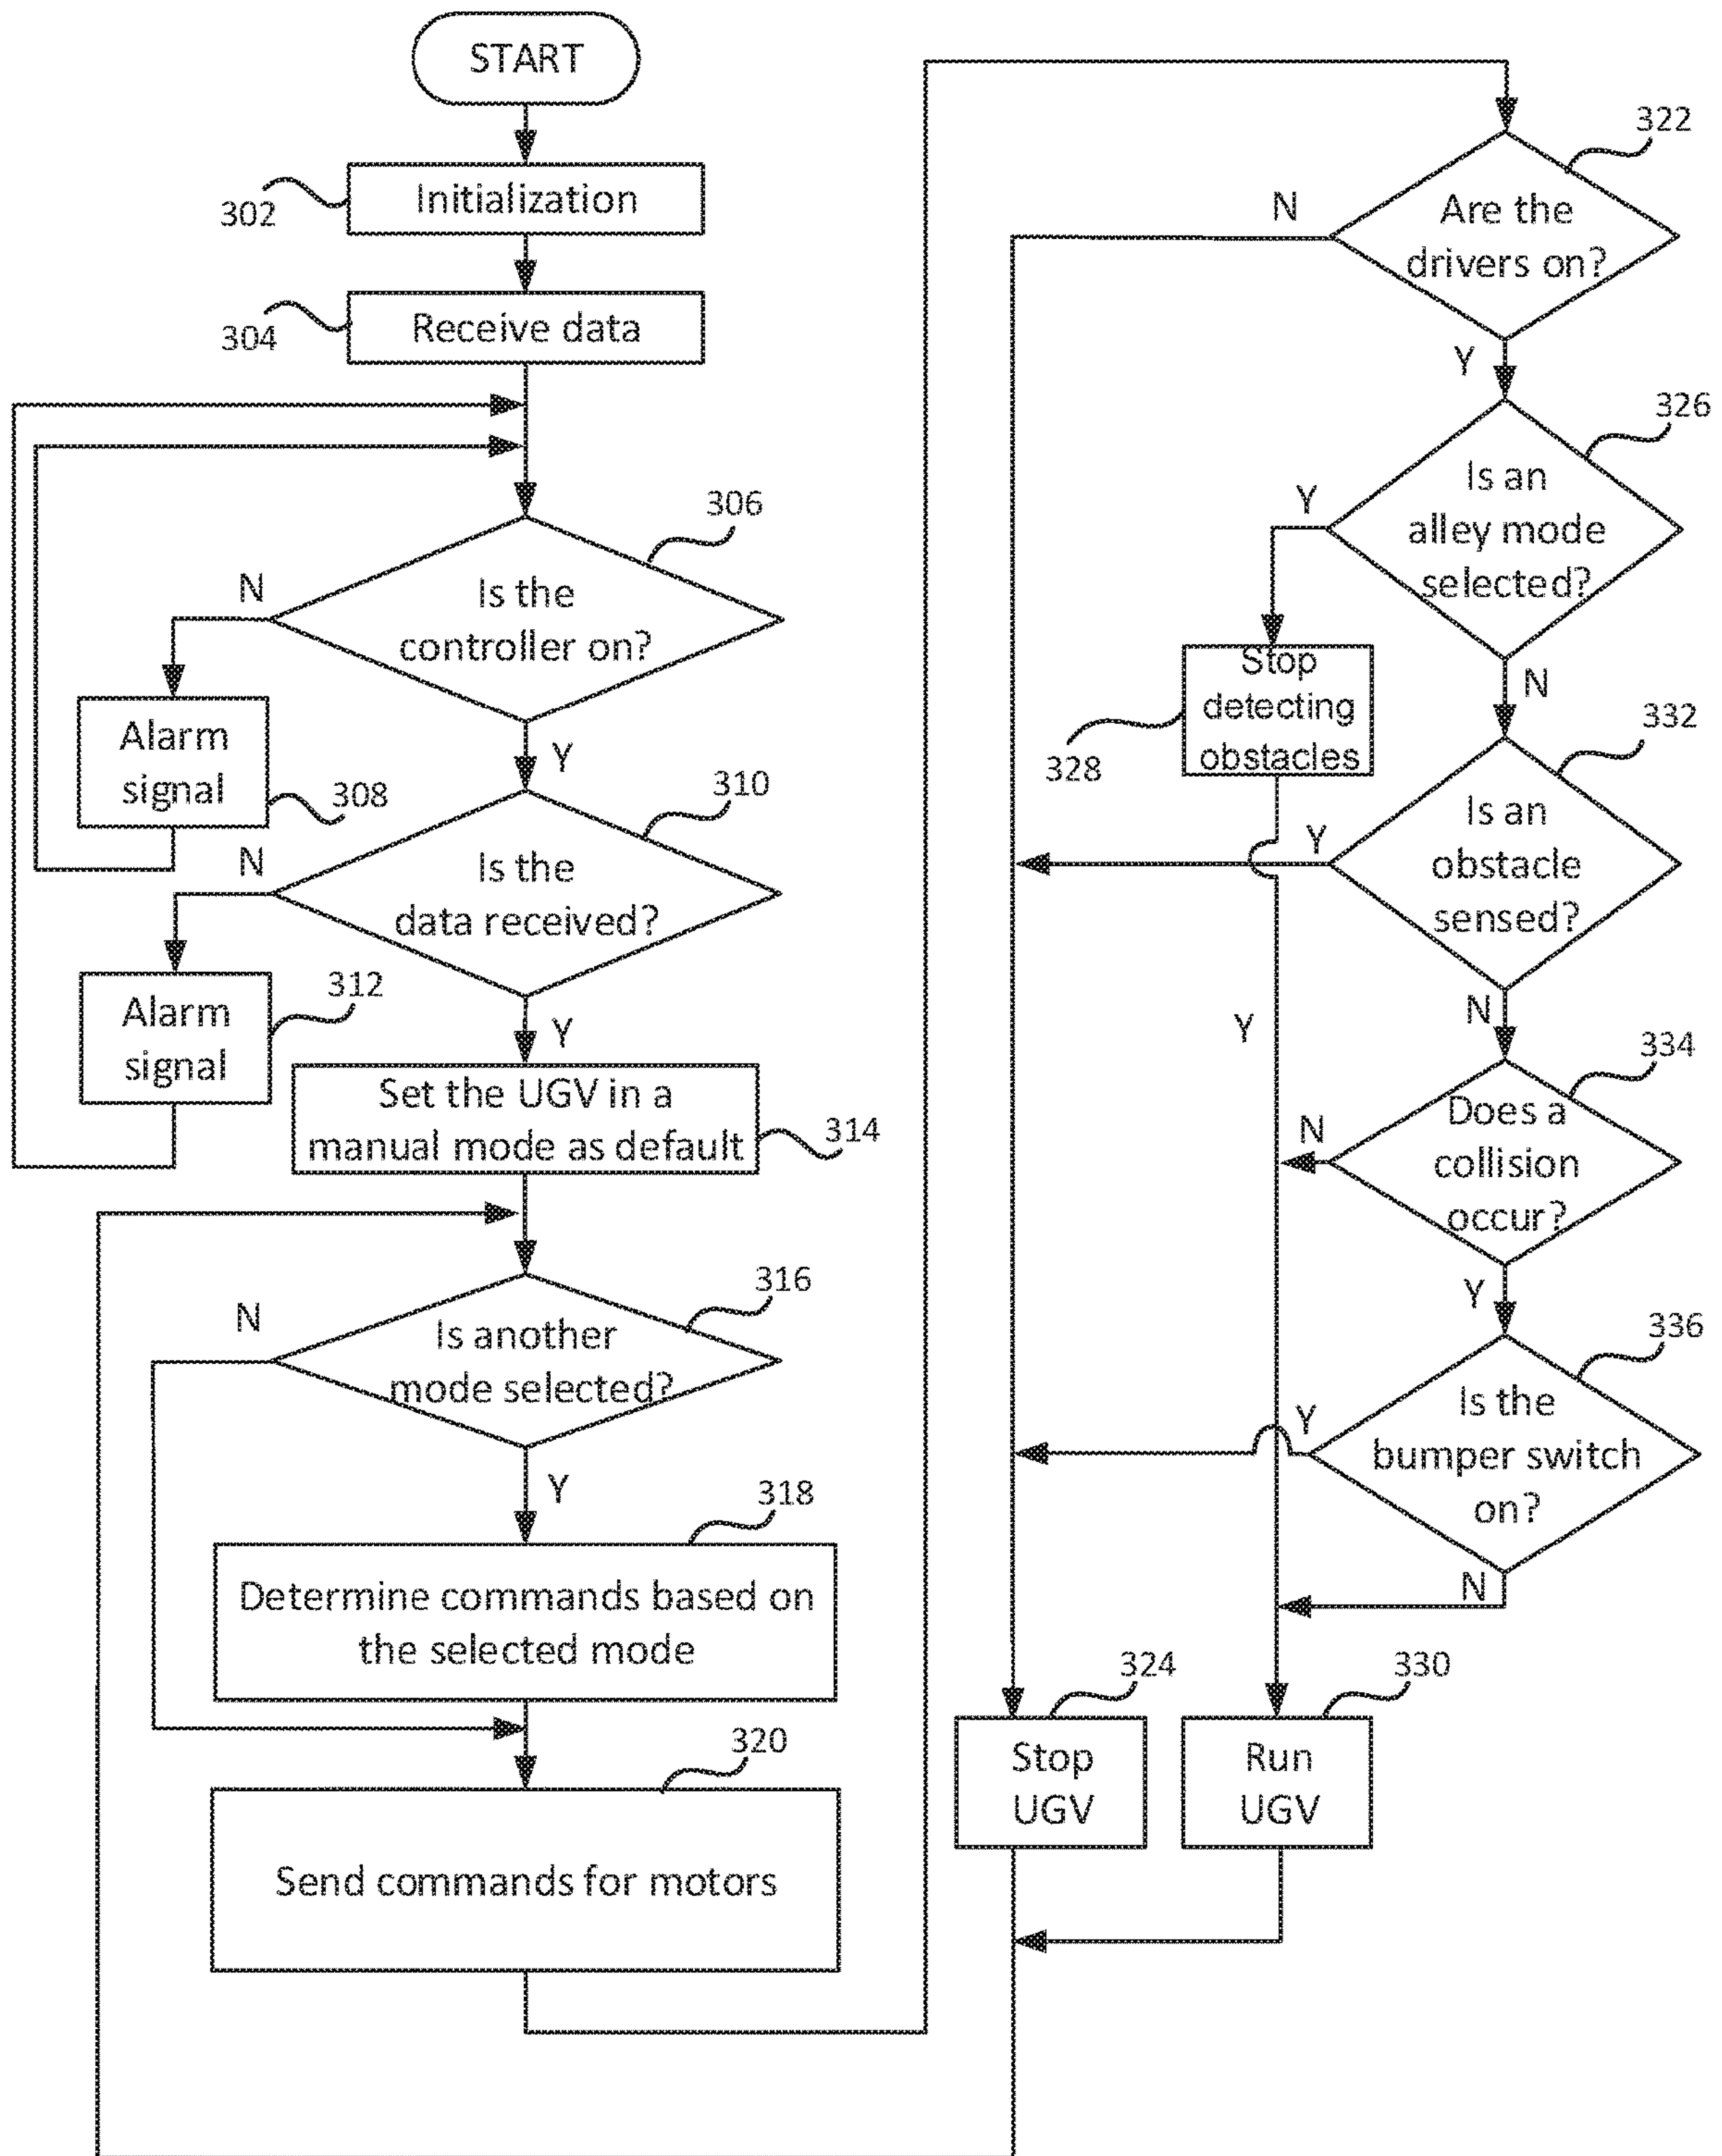 START
302
Initialization
304
Receive data
306
N
Is the
controller on?
Alarm
signal
308
Y
310
N
Is the
data received?
312
Alarm
signal
Y
Set the UGV in a
manual mode as default
314
316
N
Is another
mode selected?
Y
318
Determine commands based on
the selected mode
320
Send commands for motors
322
N
Are the
drivers on?
Y
326
Y
Is an
alley mode
selected?
N
Stop
detecting
obstacles
328
332
Y
Is an
obstacle
sensed?
N
Y
334
N
Does a
collision
occur?
Y
336
Y
Is the
bumper switch
on?
N
324
Stop
UGV
330
Run
UGV